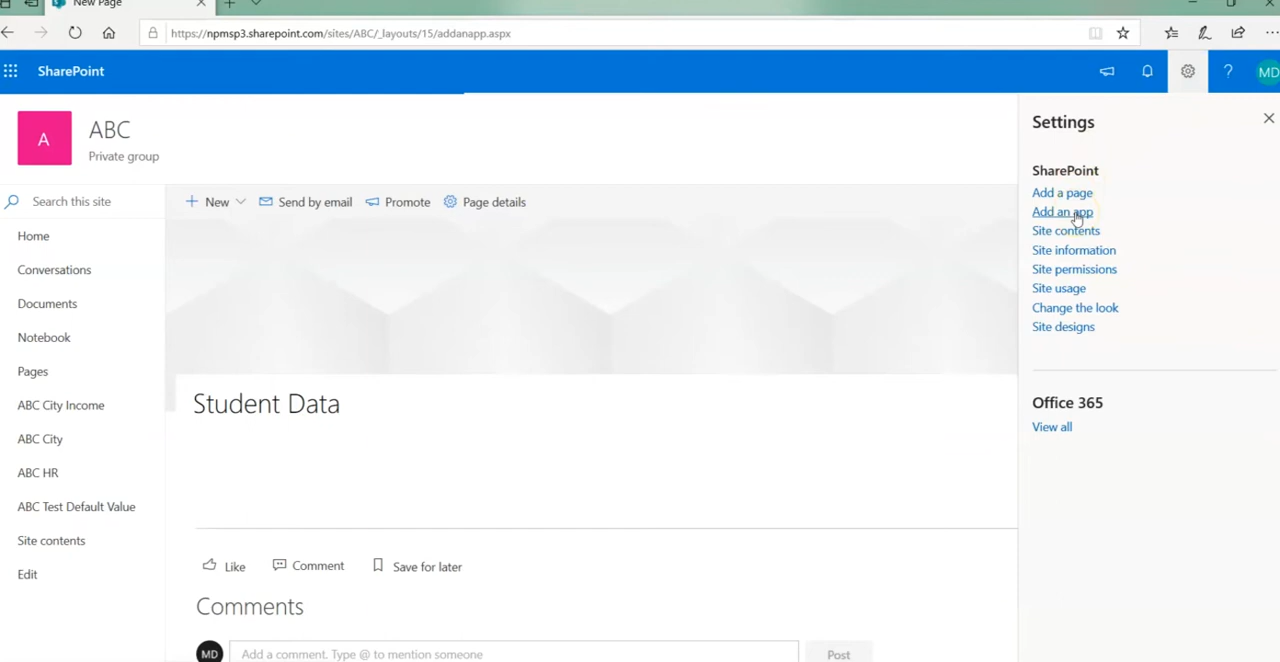 New Page
https://npmsp3.sharepoint.com/sites/ABC/_layouts/15/addanapp.aspx
SharePoint
?
MD
A
ABC
Private group
Search this site
New
Send by email
Promote
Page details
Home
Conversations
Documents
Notebook
Pages
ABC City Income
ABC City
ABC HR
ABC Test Default Value
Site contents
Edit
Student Data
Like
Comment
Save for later
Comments
MD
Add a comment. Type @ to mention someone
Post
Settings
SharePoint
Add a page
Add an app
Site contents
Site information
Site permissions
Site usage
Change the look
Site designs
Office 365
View all